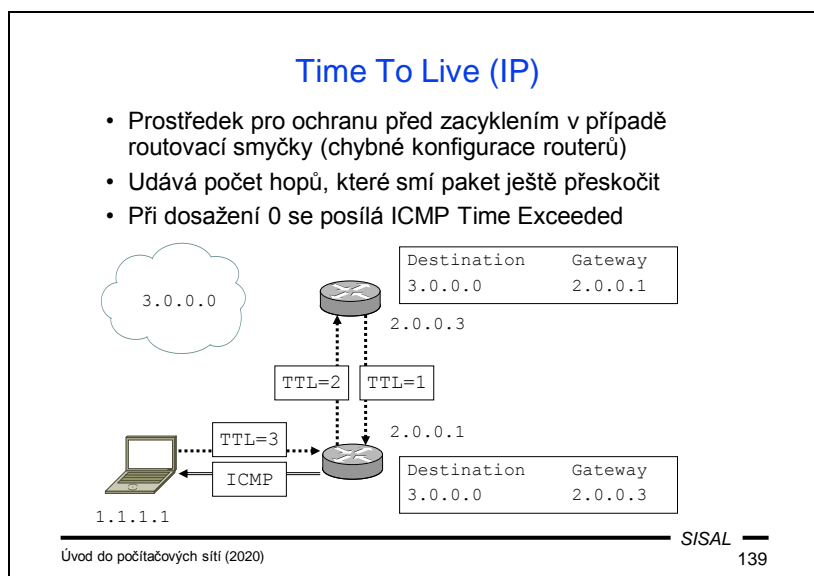 Time To Live (IP)
• Prostředek pro ochranu před zacyklením v případě
routovací smyčky (chybné konfigurace routerů)
• Udává počet hopů, které smí paket ještě přeskočit
• Při dosažení 0 se posílá ICMP Time Exceeded
Destination Gateway
3.0.0.0 2.0.0.1
3.0.0.0
2.0.0.3
TTL=2 TTL=1
TTL=3
2.0.0.1
ICMP
Destination Gateway
3.0.0.0 2.0.0.3
1.1.1.1
SISAL
Úvod do počítačových sítí (2020)
139